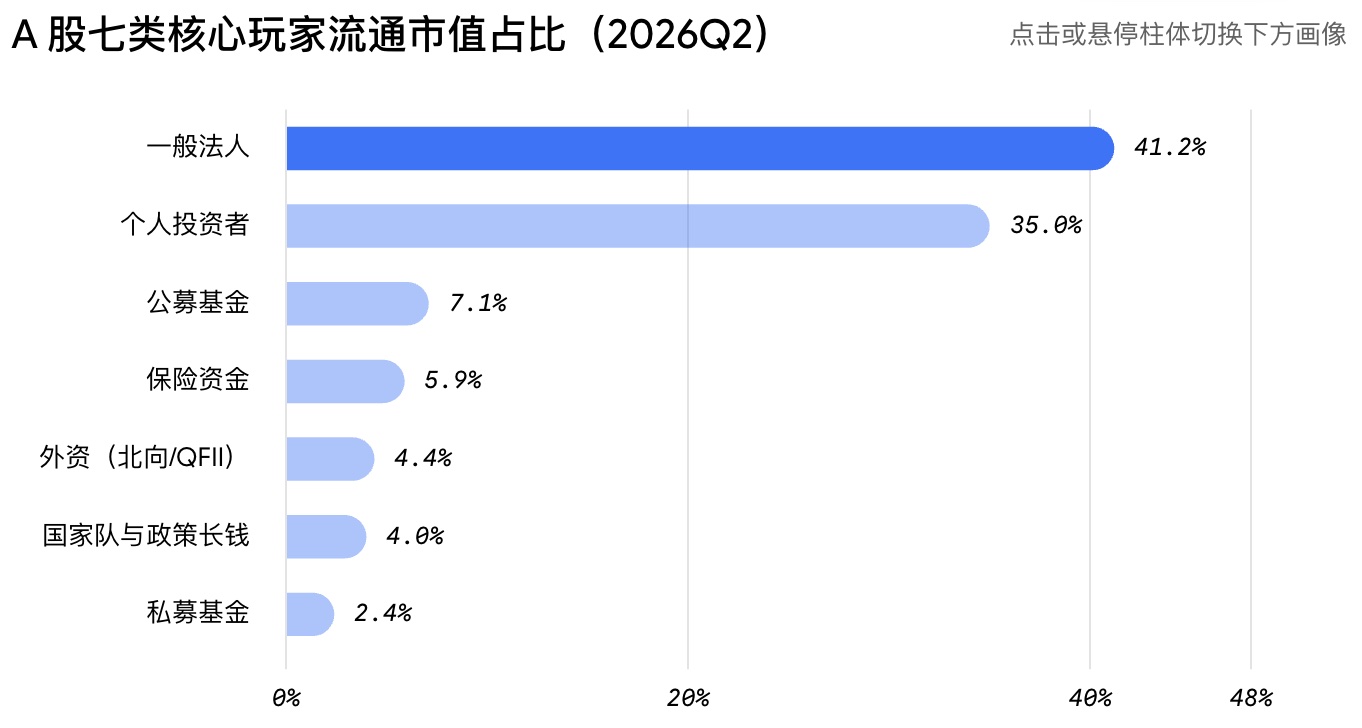 A 股七类核心玩家流通市值占比（2026Q2）
点击或悬停柱体切换下方画像
一般法人 41.2%
个人投资者 35.0%
公募基金 7.1%
保险资金 5.9%
外资（北向/QFII） 4.4%
国家队与政策长钱 4.0%
私募基金 2.4%
0% 20% 40% 48%